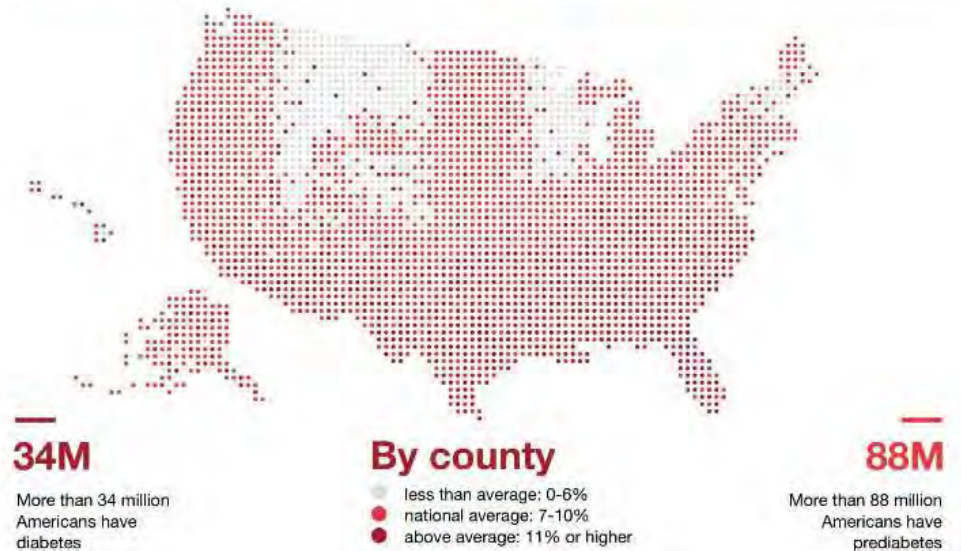 34M
More than 34 million
Americans have
diabetes
By county
less than average: 0-6%
national average: 7-10%
above average: 11% or higher
88M
More than 88 million
Americans have
prediabetes